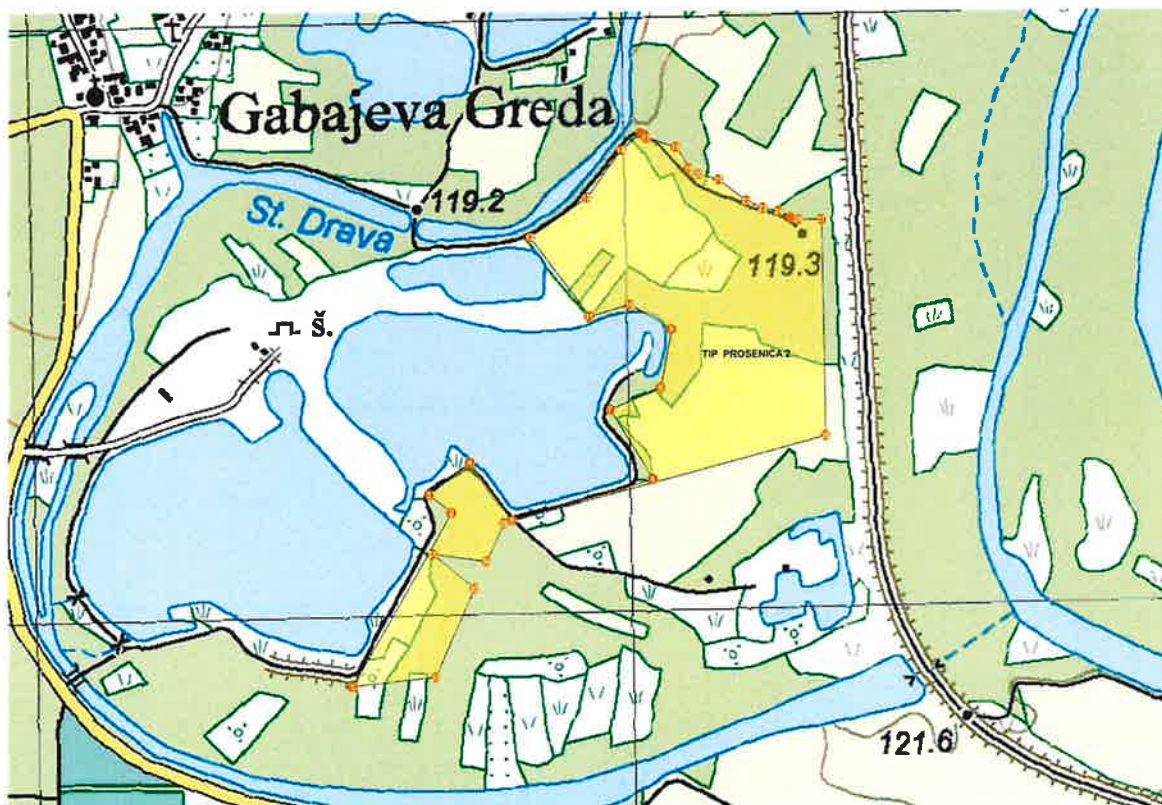 Gabajeva Greda
119.2
St. Drava
119.3
Š.
TIP PROSENICA 2
121.6